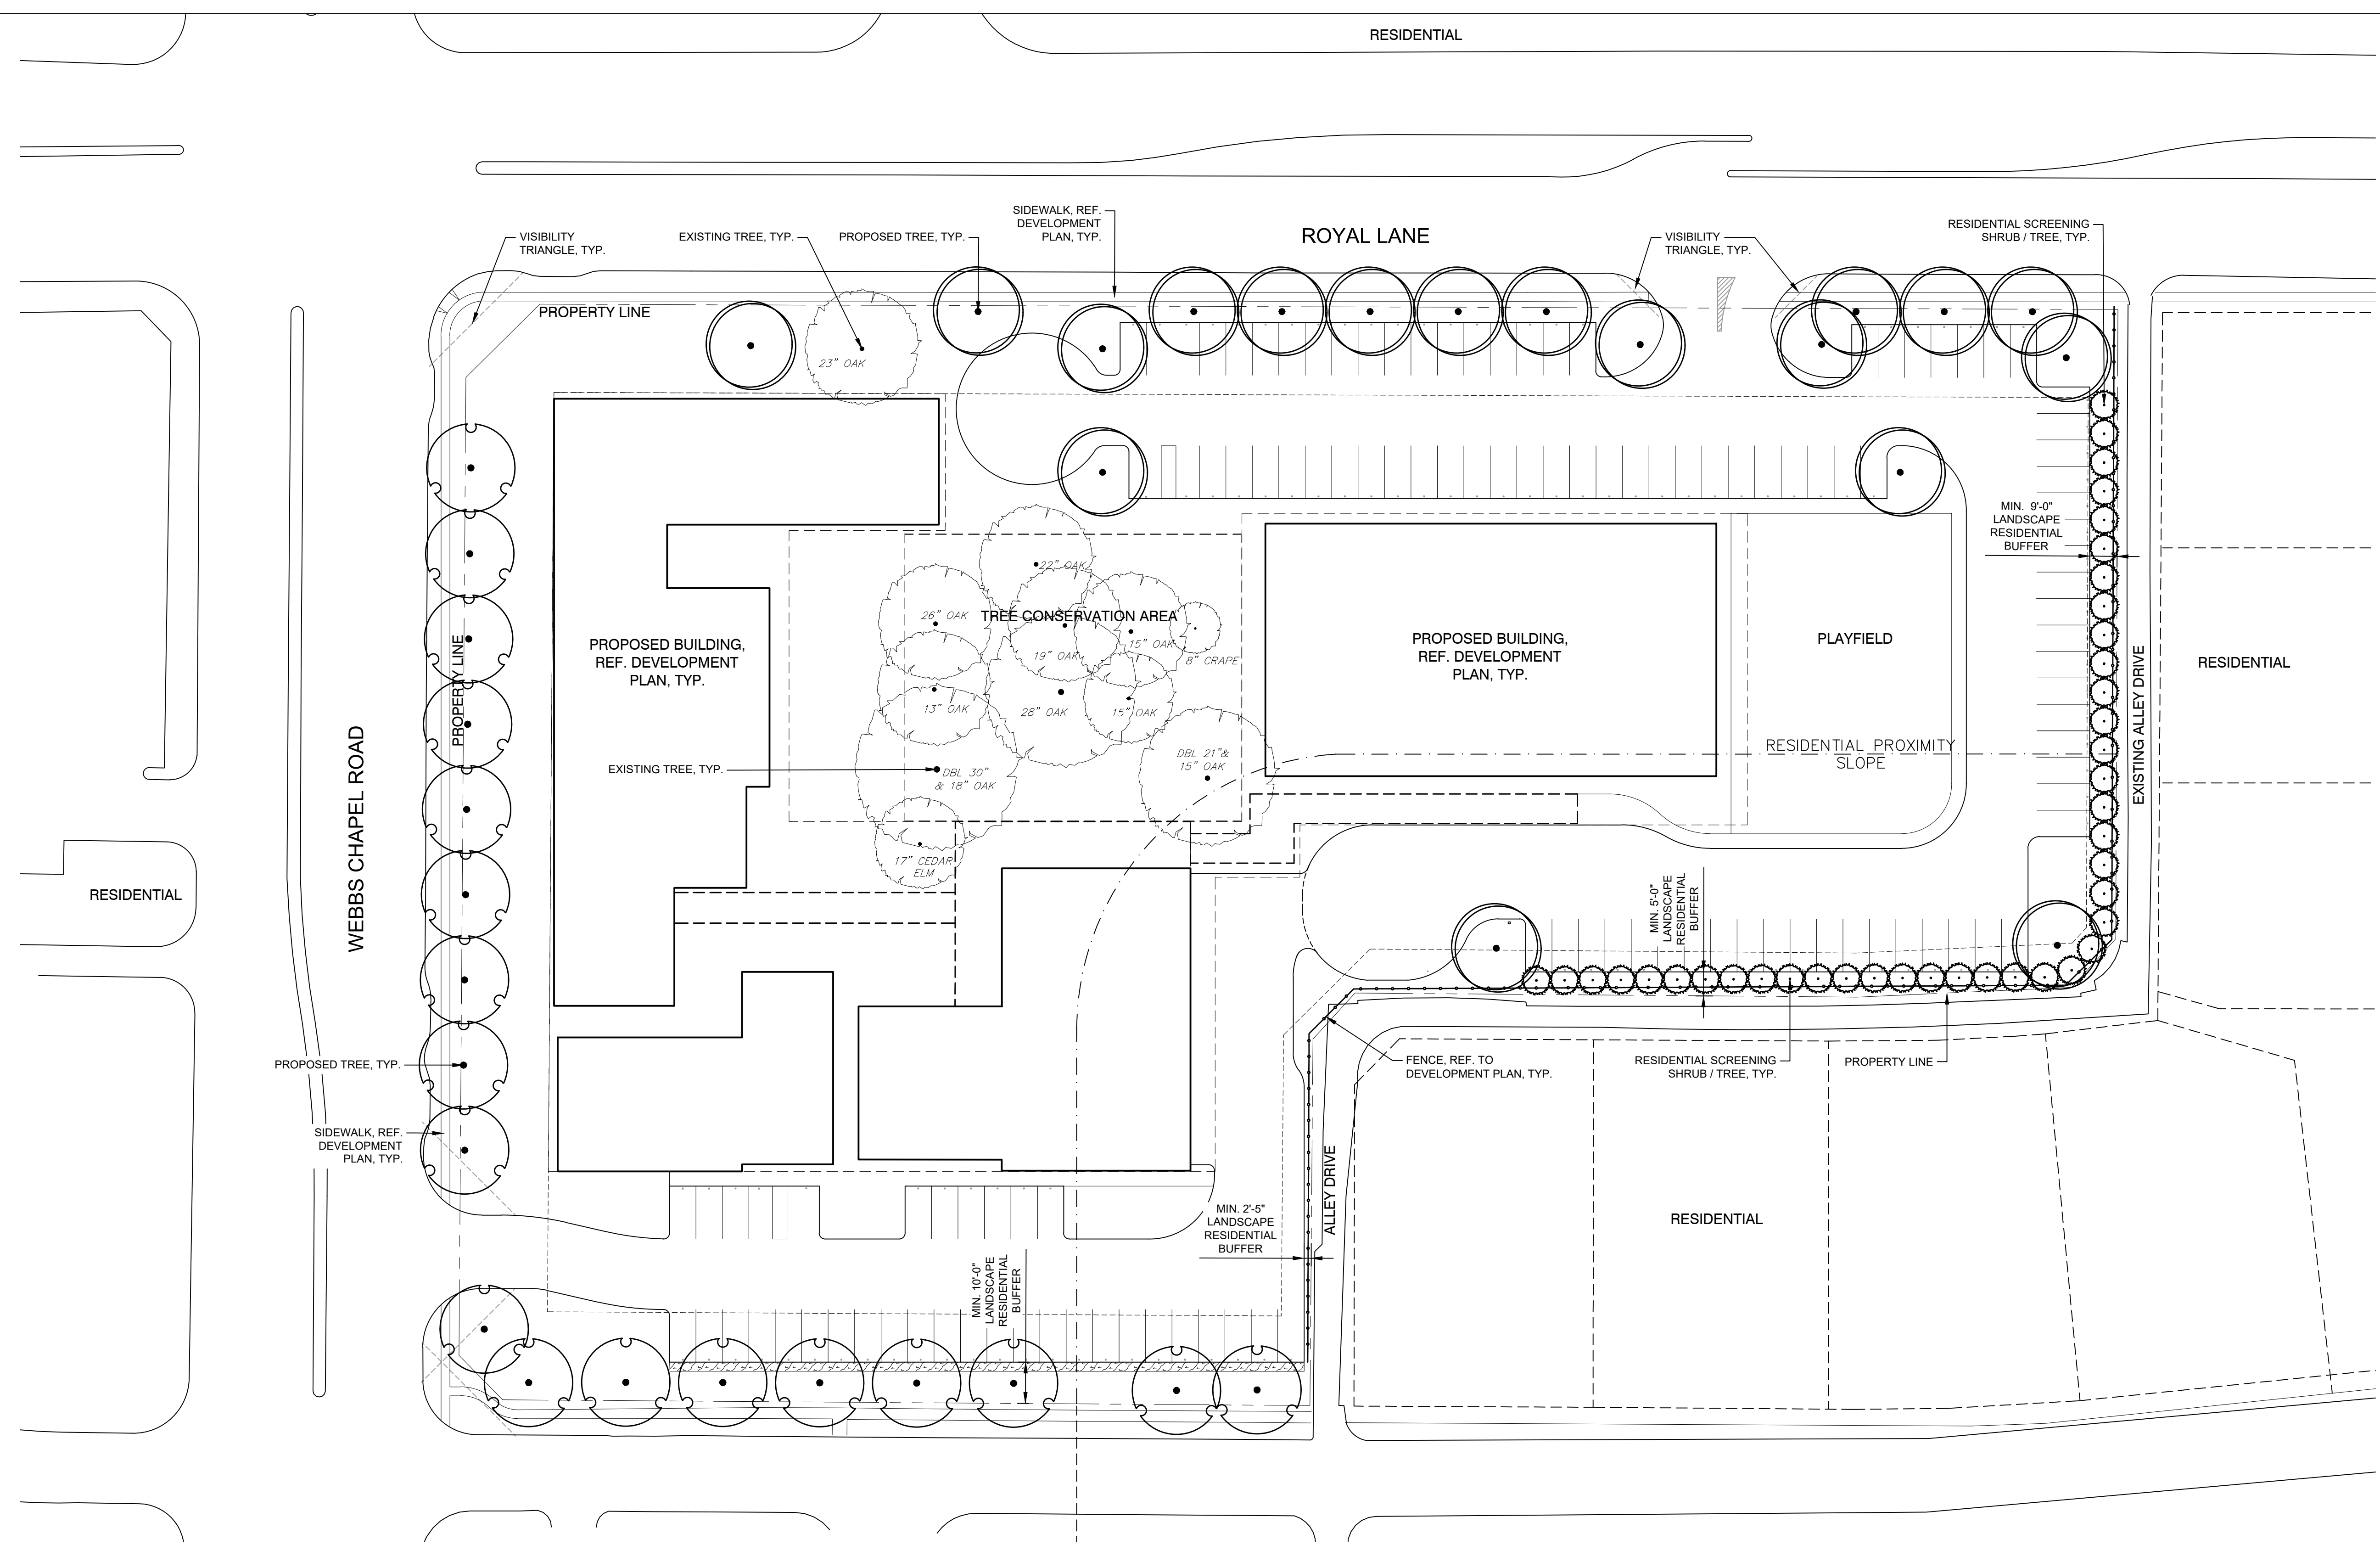 RESIDENTIAL
SIDEWALK, REF.
DEVELOPMENT
PLAN, TYP.
ROYAL LANE
RESIDENTIAL SCREENING
SHRUB / TREE, TYP.
VISIBILITY
TRIANGLE, TYP.
EXISTING TREE, TYP.
PROPOSED TREE, TYP.
VISIBILITY
TRIANGLE, TYP.
PROPERTY LINE
23" OAK
MIN. 9'-0"
LANDSCAPE
RESIDENTIAL
BUFFER
22" OAK
26" OAK
TREE CONSERVATION AREA
15" OAK
19" OAK
8" CRAPE
PROPOSED BUILDING,
REF. DEVELOPMENT
PLAN, TYP.
PROPOSED BUILDING,
REF. DEVELOPMENT
PLAN, TYP.
PLAYFIELD
RESIDENTIAL
PROPERTY LINE
EXISTING ALLEY DRIVE
13" OAK
28" OAK
15" OAK
DBL 21"&
15" OAK
RESIDENTIAL PROXIMITY
SLOPE
EXISTING TREE, TYP.
DBL 30"
& 18" OAK
WEBBS CHAPEL ROAD
17" CEDAR
ELM
RESIDENTIAL
MIN. 5'-0"
LANDSCAPE
RESIDENTIAL
BUFFER
PROPOSED TREE, TYP.
FENCE, REF. TO
DEVELOPMENT PLAN, TYP.
RESIDENTIAL SCREENING
SHRUB / TREE, TYP.
PROPERTY LINE
SIDEWALK, REF.
DEVELOPMENT
PLAN, TYP.
ALLEY DRIVE
MIN. 2'-5"
LANDSCAPE
RESIDENTIAL
BUFFER
RESIDENTIAL
MIN. 10'-0"
LANDSCAPE
RESIDENTIAL
BUFFER